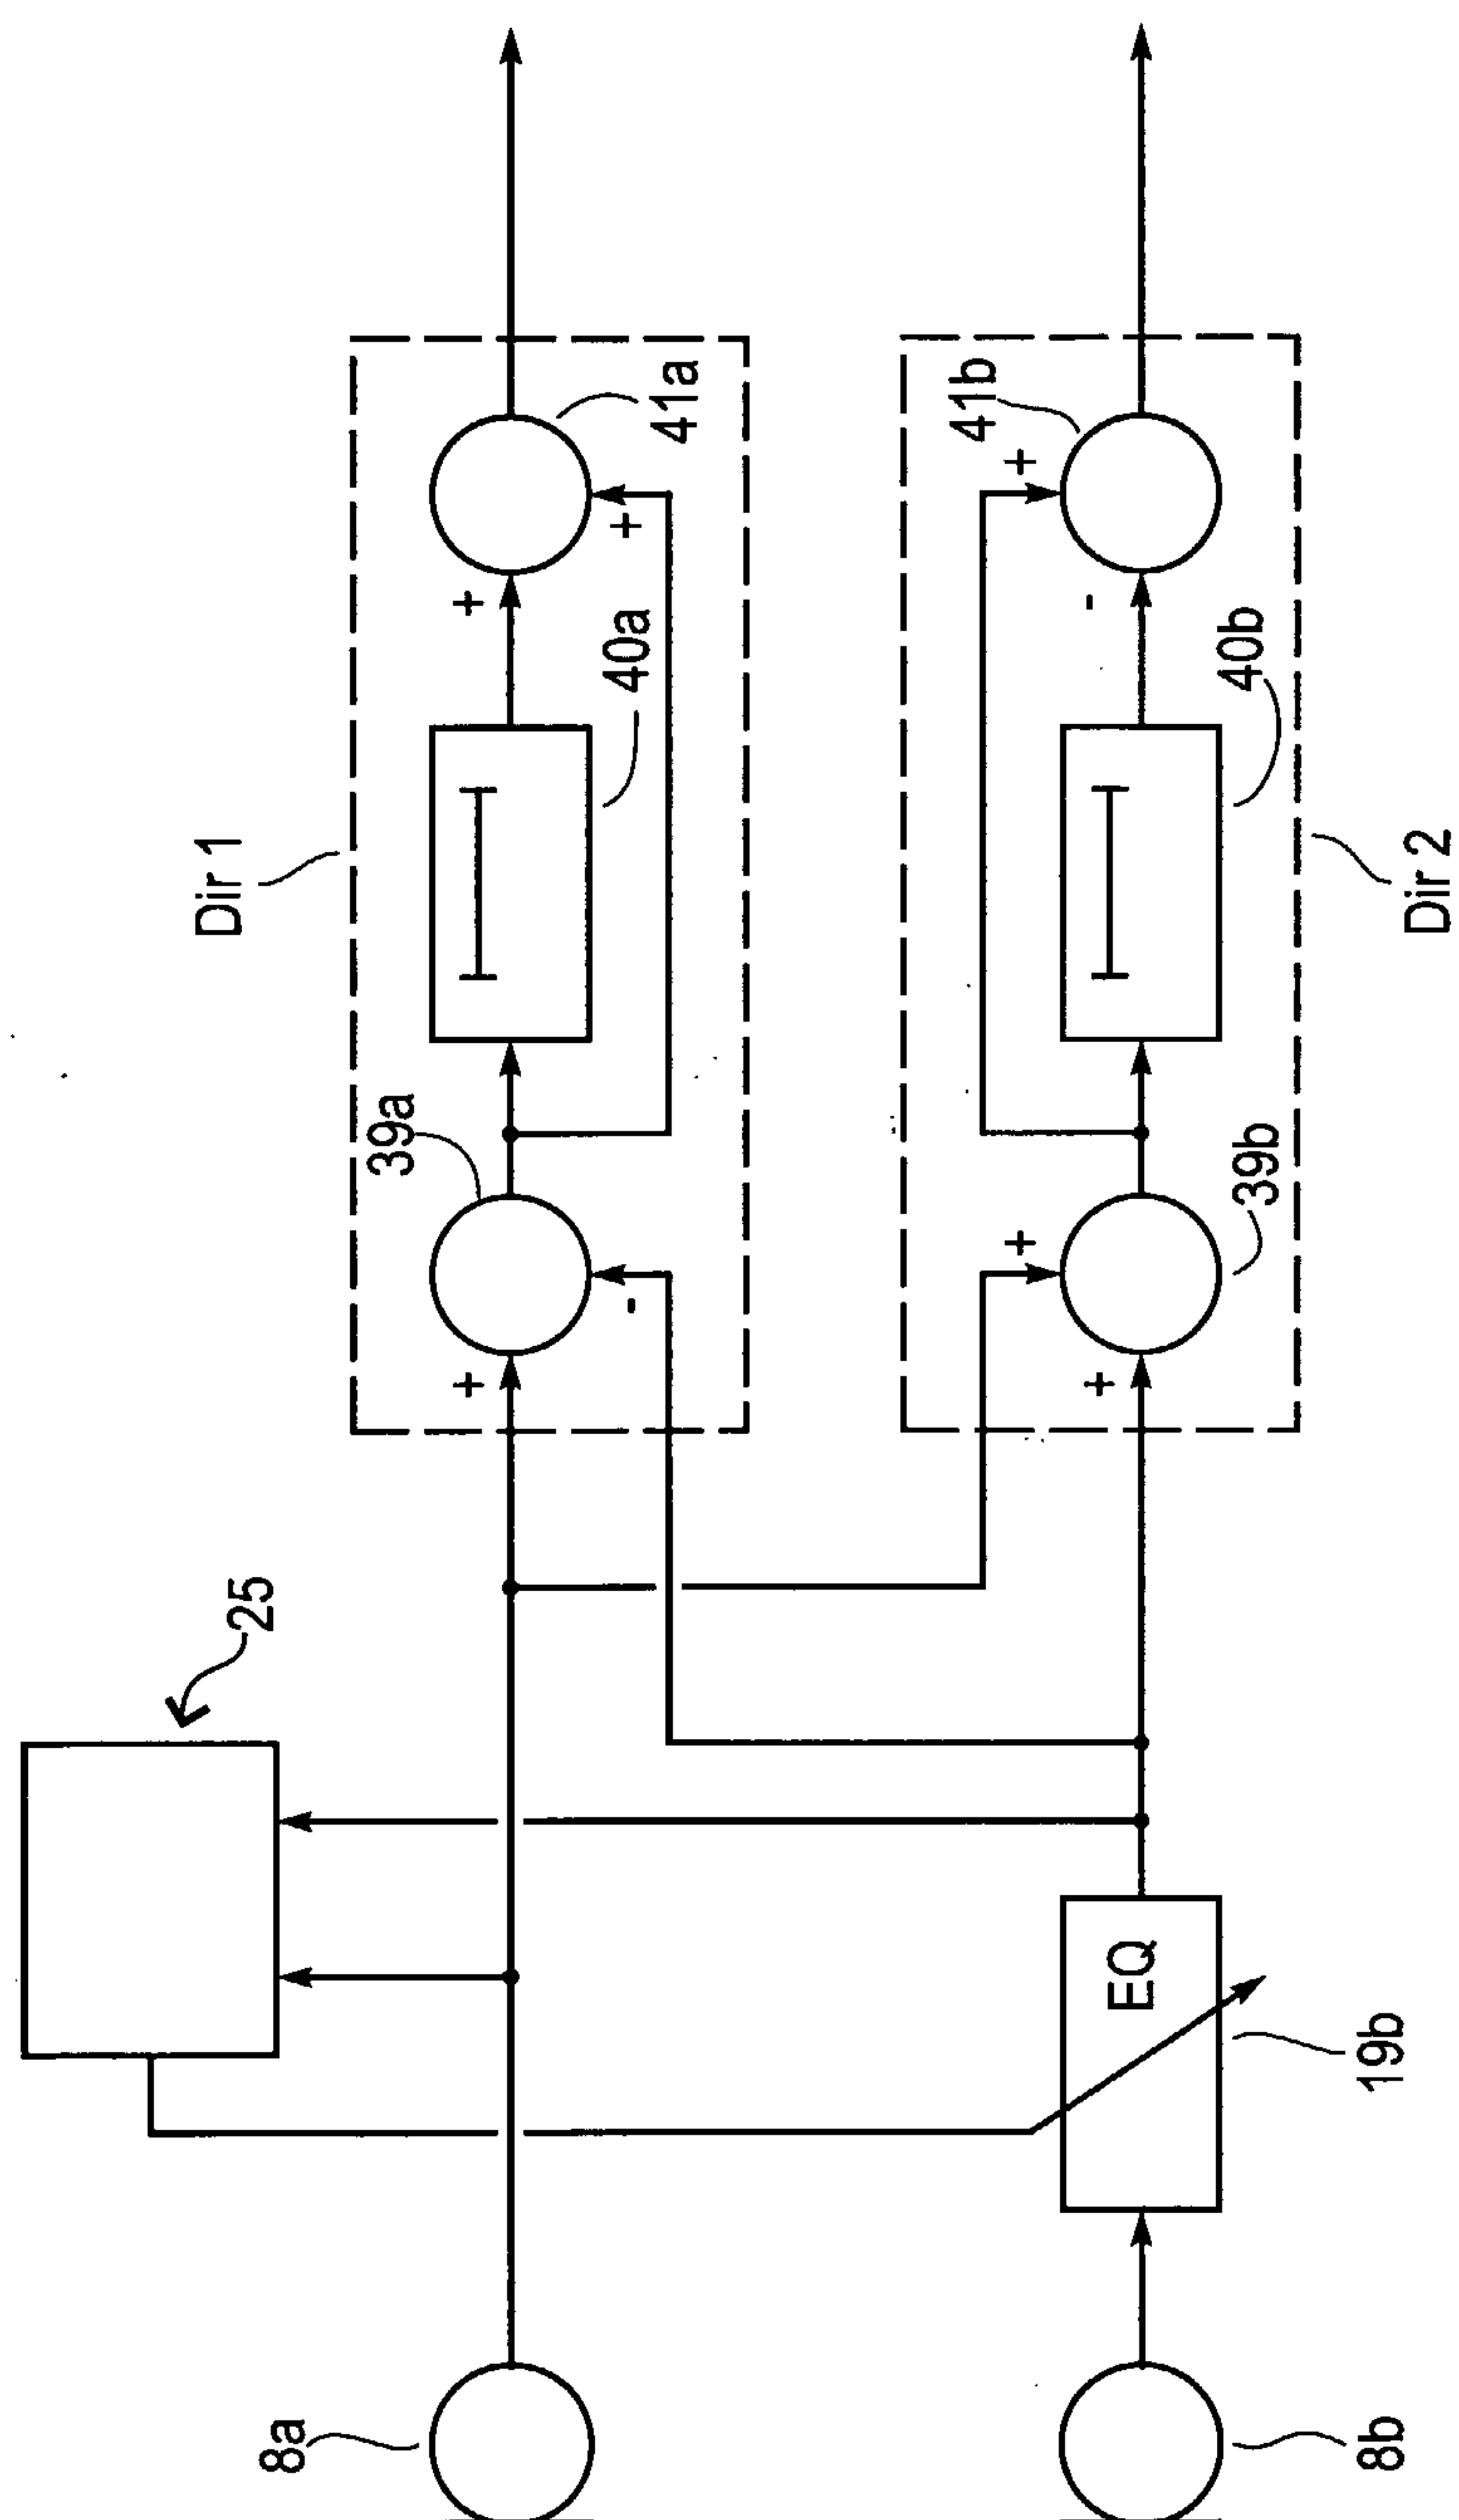 8a
8b
25
EQ
19b
Dir 1
39a
+
-
40a
+
+
41a
39b
+
+
40b
-
+
41b
Dir 2